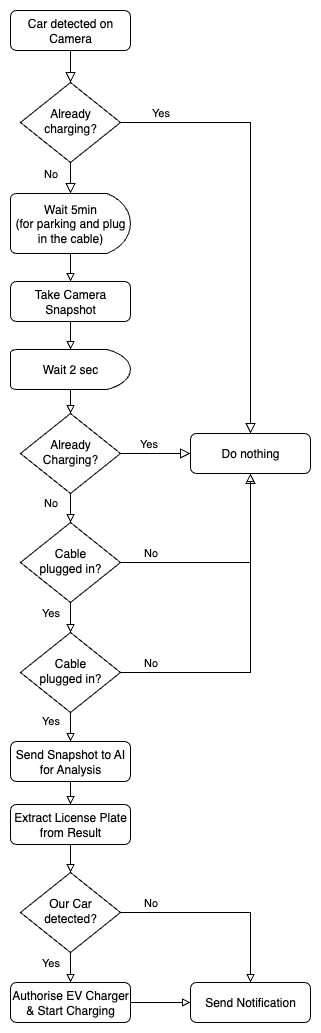 Car detected on
Camera
Already
charging?
Yes
No
Wait 5min
(for parking and plug
in the cable)
Take Camera
Snapshot
Wait 2 sec
Already
Charging?
Yes
Do nothing
No
Cable
plugged in?
No
Yes
Cable
plugged in?
No
Yes
Send Snapshot to AI
for Analysis
Extract License Plate
from Result
Our Car
detected?
No
Yes
Authorise EV Charger
& Start Charging
Send Notification